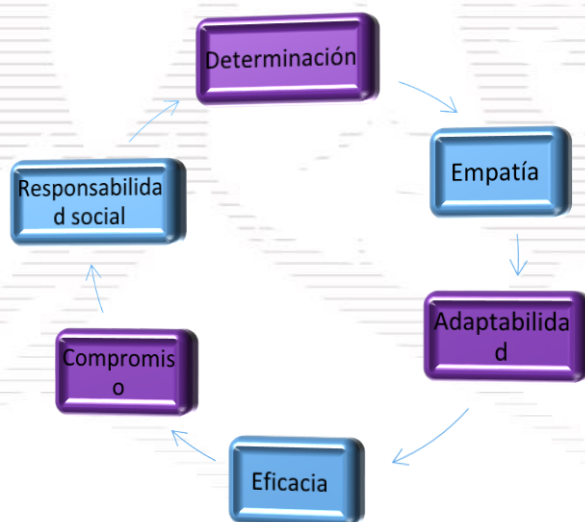 Determinación
Empatía
Adaptabilida
d
Eficacia
Compromis
o
Responsabilida
d social